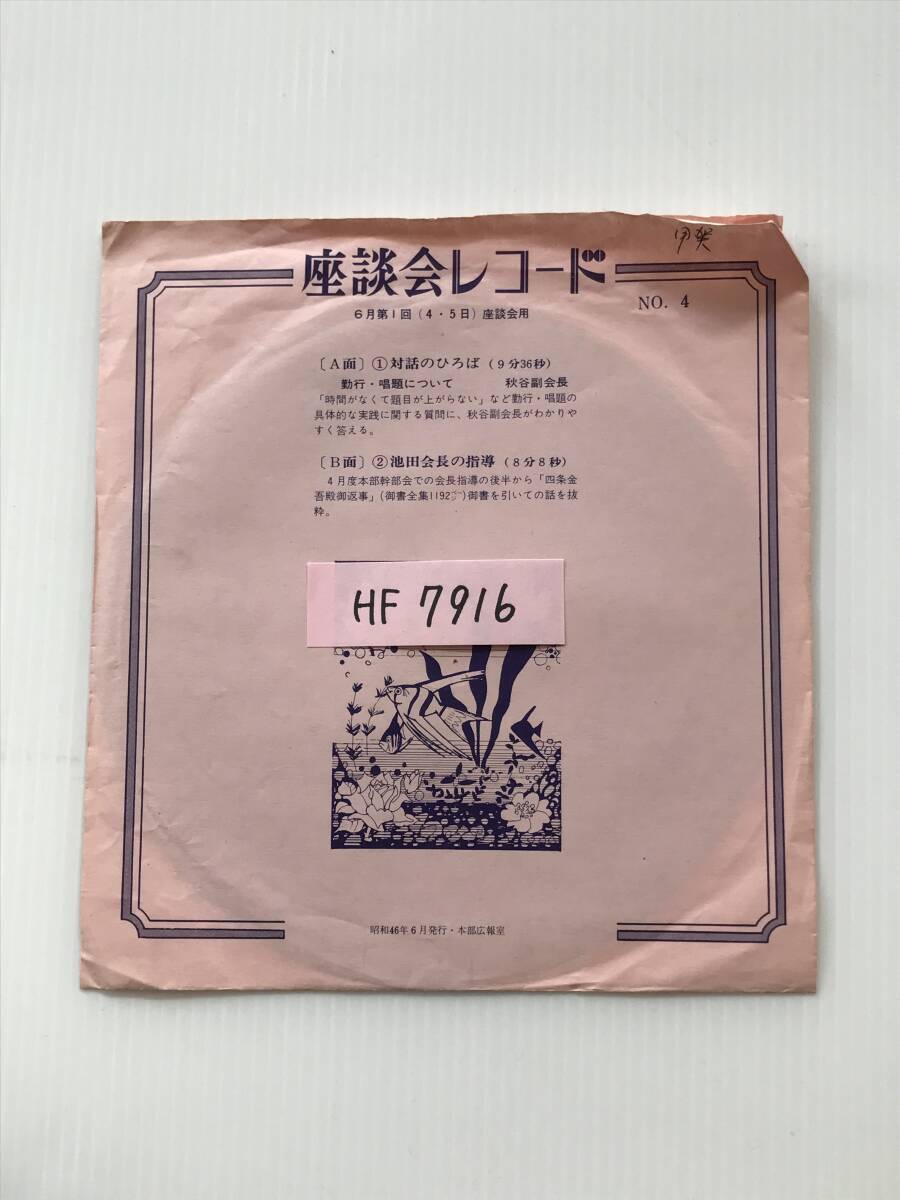 座談会レコード
NO. 4
6月第1回(4・5日)座談会用
〔A面〕①対話のひろば(9分36秒)
勤行・唱題について 秋谷副会長
「時間がなくて題目が上がらない」など勤行・唱題の
具体的な実践に関する質問に、秋谷副会長がわかりや
すく答える。
〔B面〕②池田会長の指導(8分8秒)
4月度本部幹部会での会長指導の後半から「四条金
吾殿御返事」(御書全集1192㌻)御書を引いての話を抜
粋。
HF 7916
昭和46年6月発行・本部広報室